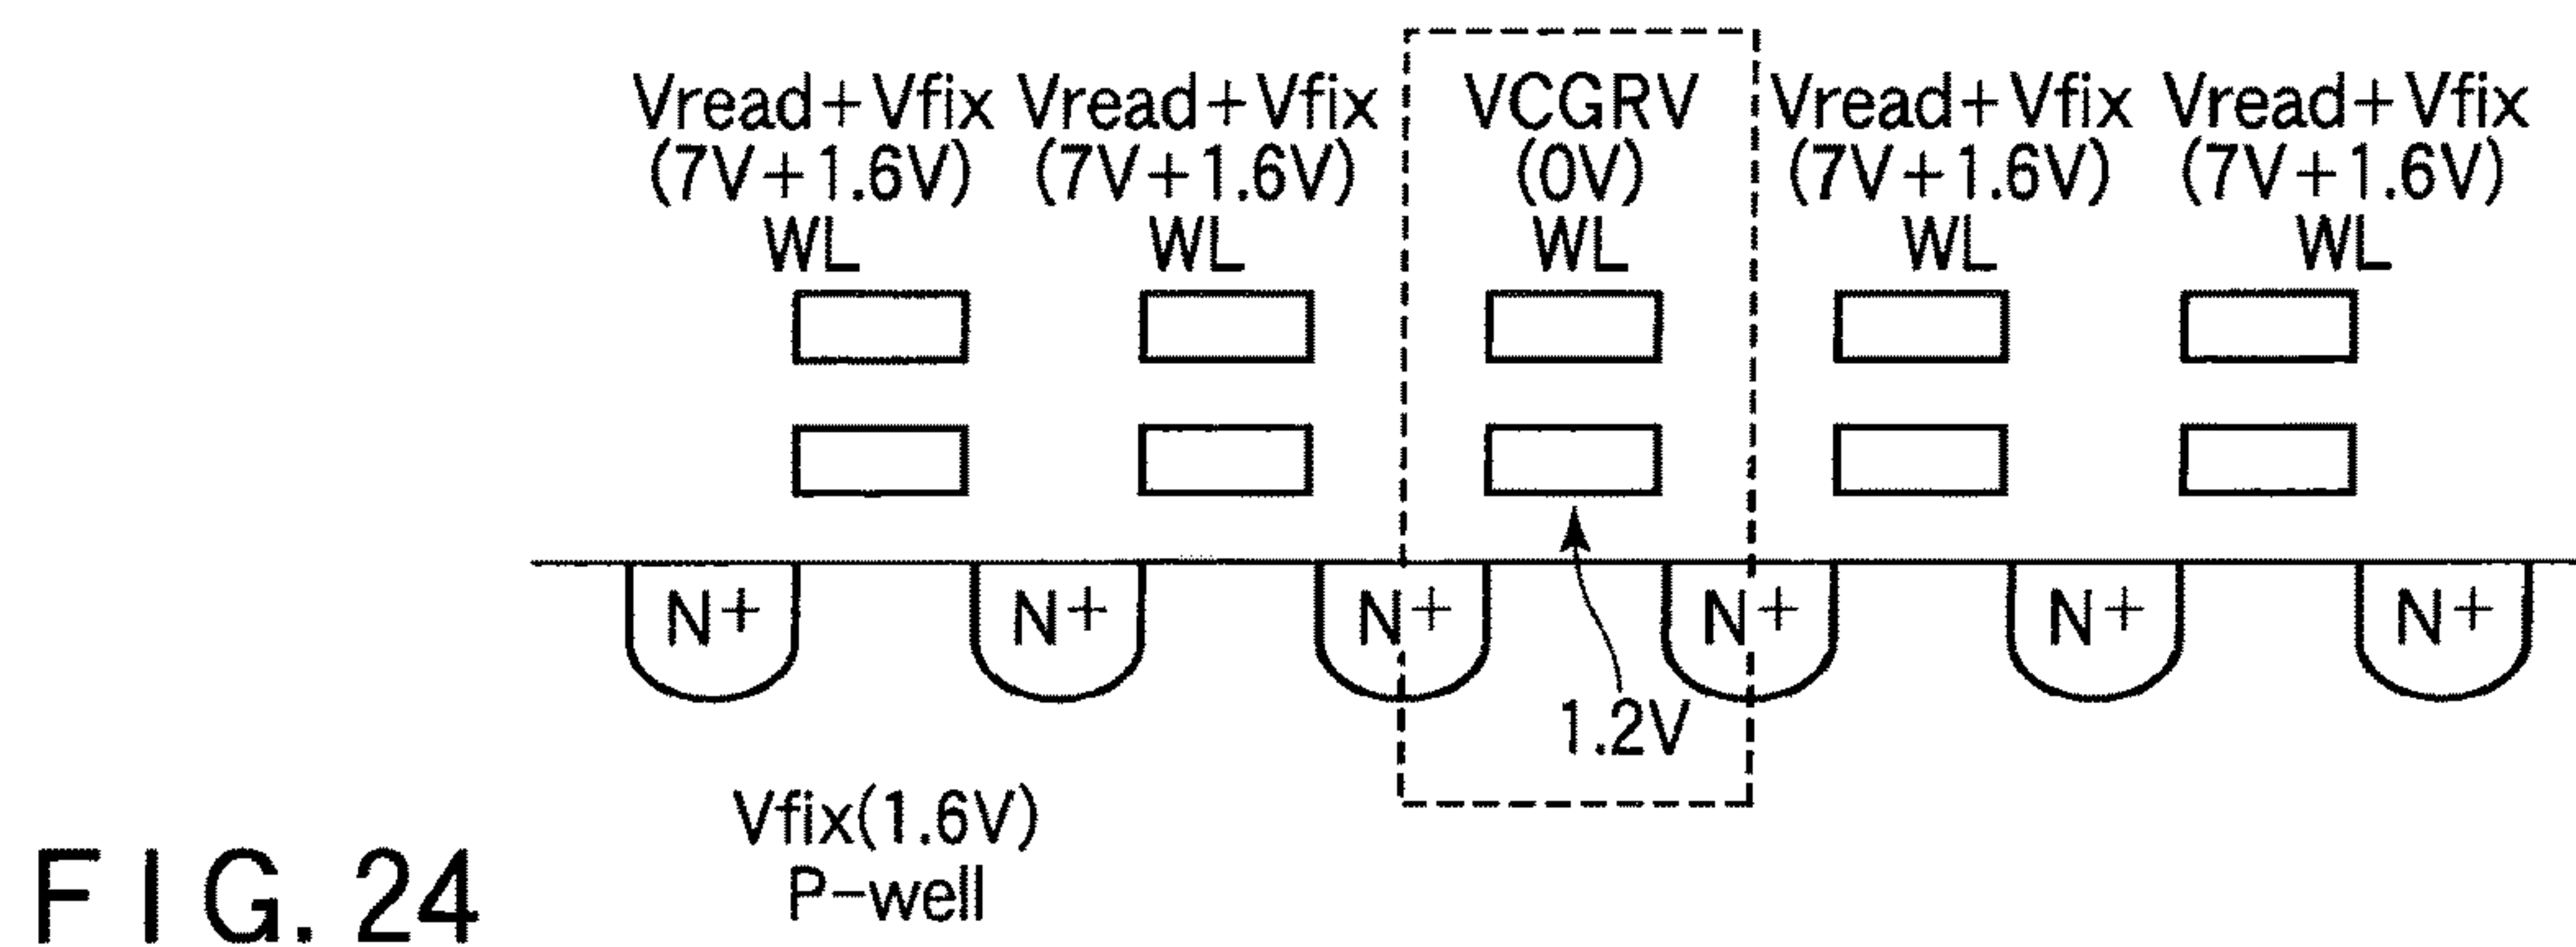 Vread+Vfix Vread+Vfix VCGRV Vread+Vfix Vread+Vfix
(7V+1.6V) (7V+1.6V) (0V) (7V+1.6V) (7V+1.6V)
WL WL WL WL WL
N+ N+ N+ N+ N+ N+
1.2V
Vfix(1.6V)
P-well
FIG. 24